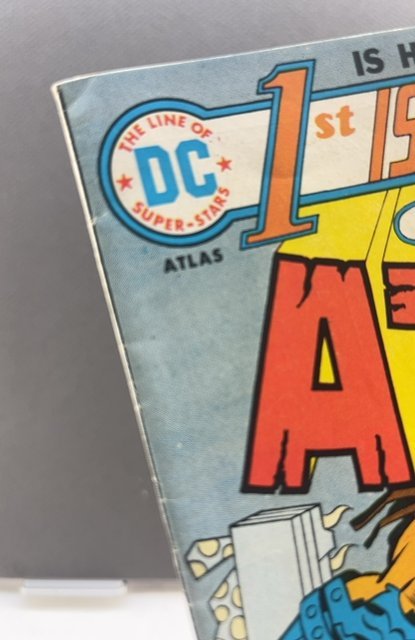 IS H
1st IS
THE LINE OF
DC
SUPER-STARS
ATLAS
A